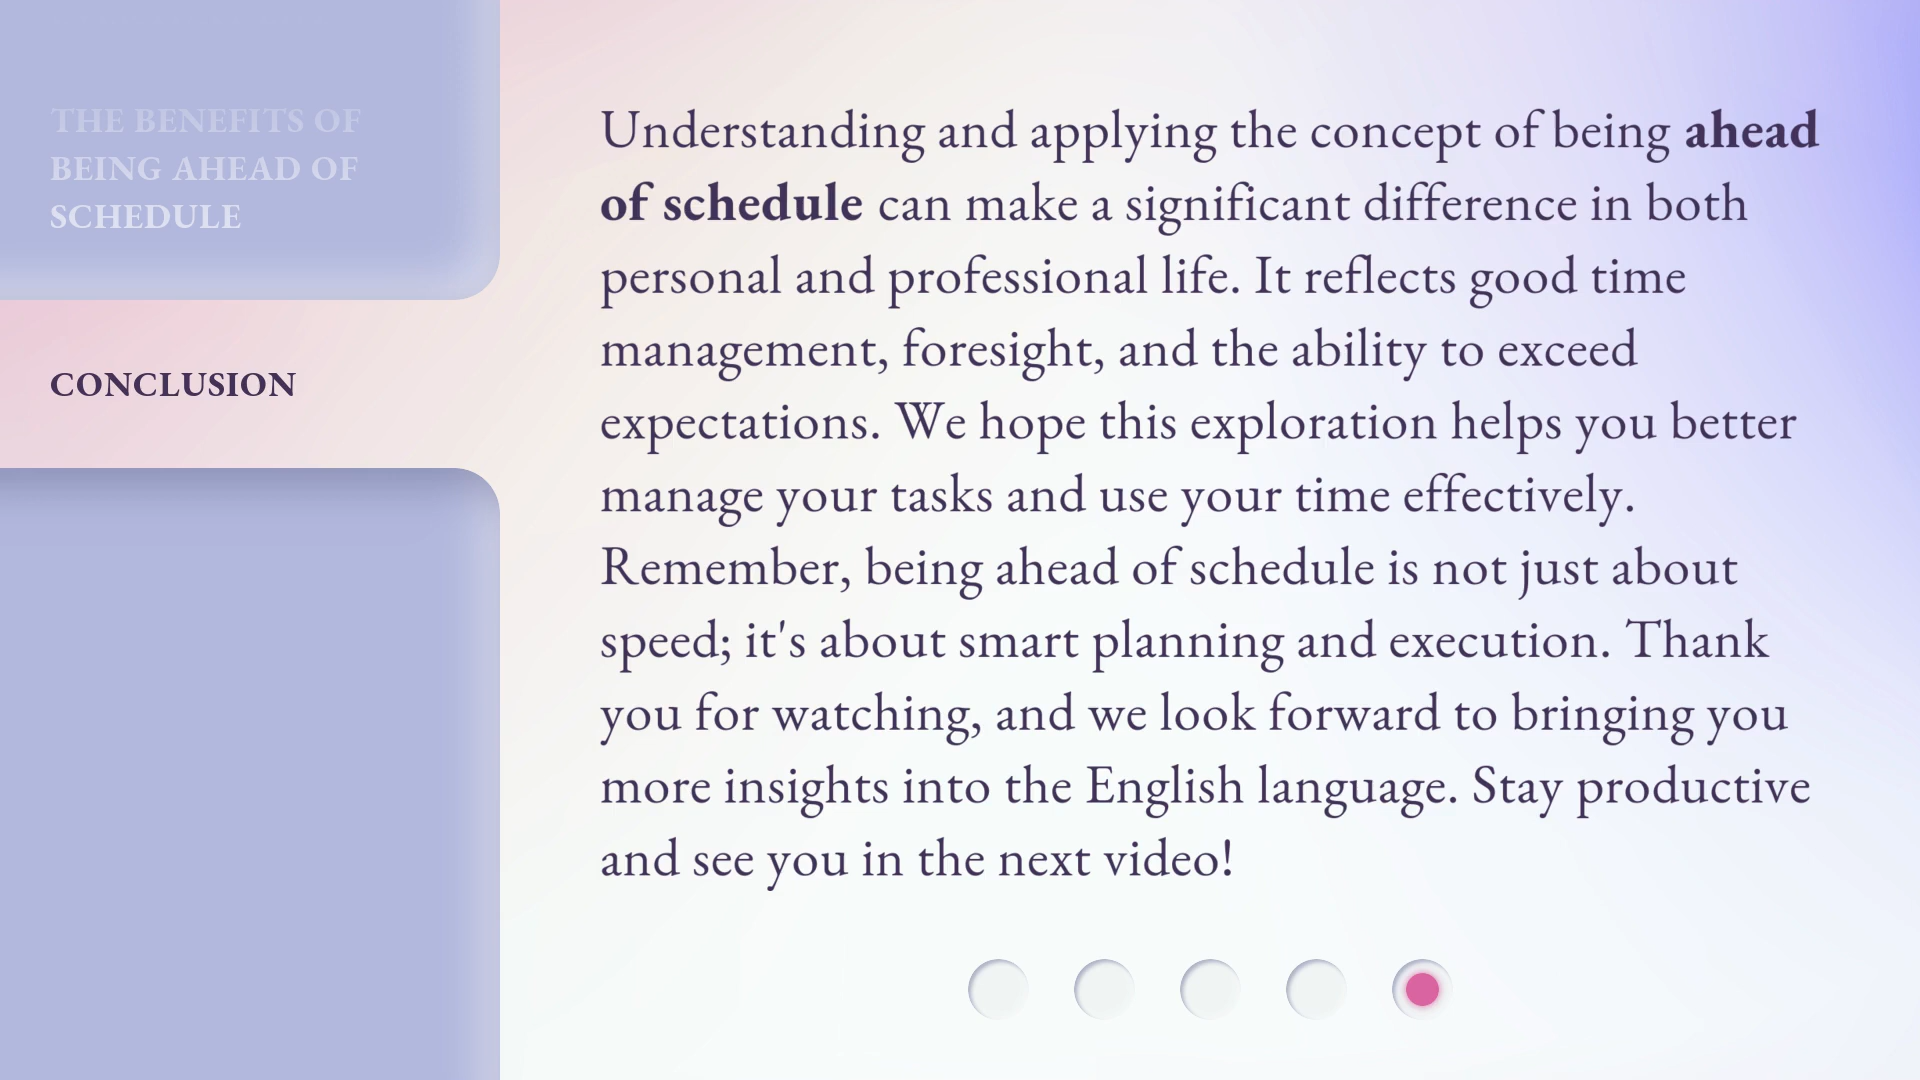 THE BENEFITS OF
BEING AHEAD OF
SCHEDULE
CONCLUSION
Understanding and applying the concept of being ahead
of schedule can make a significant difference in both
personal and professional life. It reflects good time
management, foresight, and the ability to exceed
expectations. We hope this exploration helps you better
manage your tasks and use your time effectively.
Remember, being ahead of schedule is not just about
speed; it's about smart planning and execution. Thank
you for watching, and we look forward to bringing you
more insights into the English language. Stay productive
and see you in the next video!